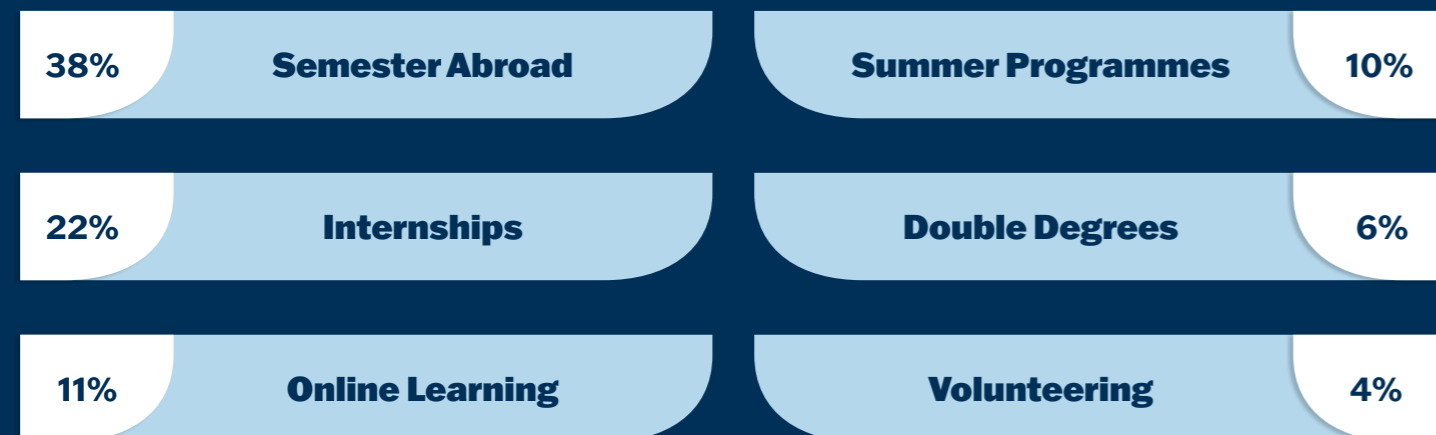 38% Semester Abroad
Summer Programmes 10%
22% Internships
Double Degrees 6%
11% Online Learning
Volunteering 4%